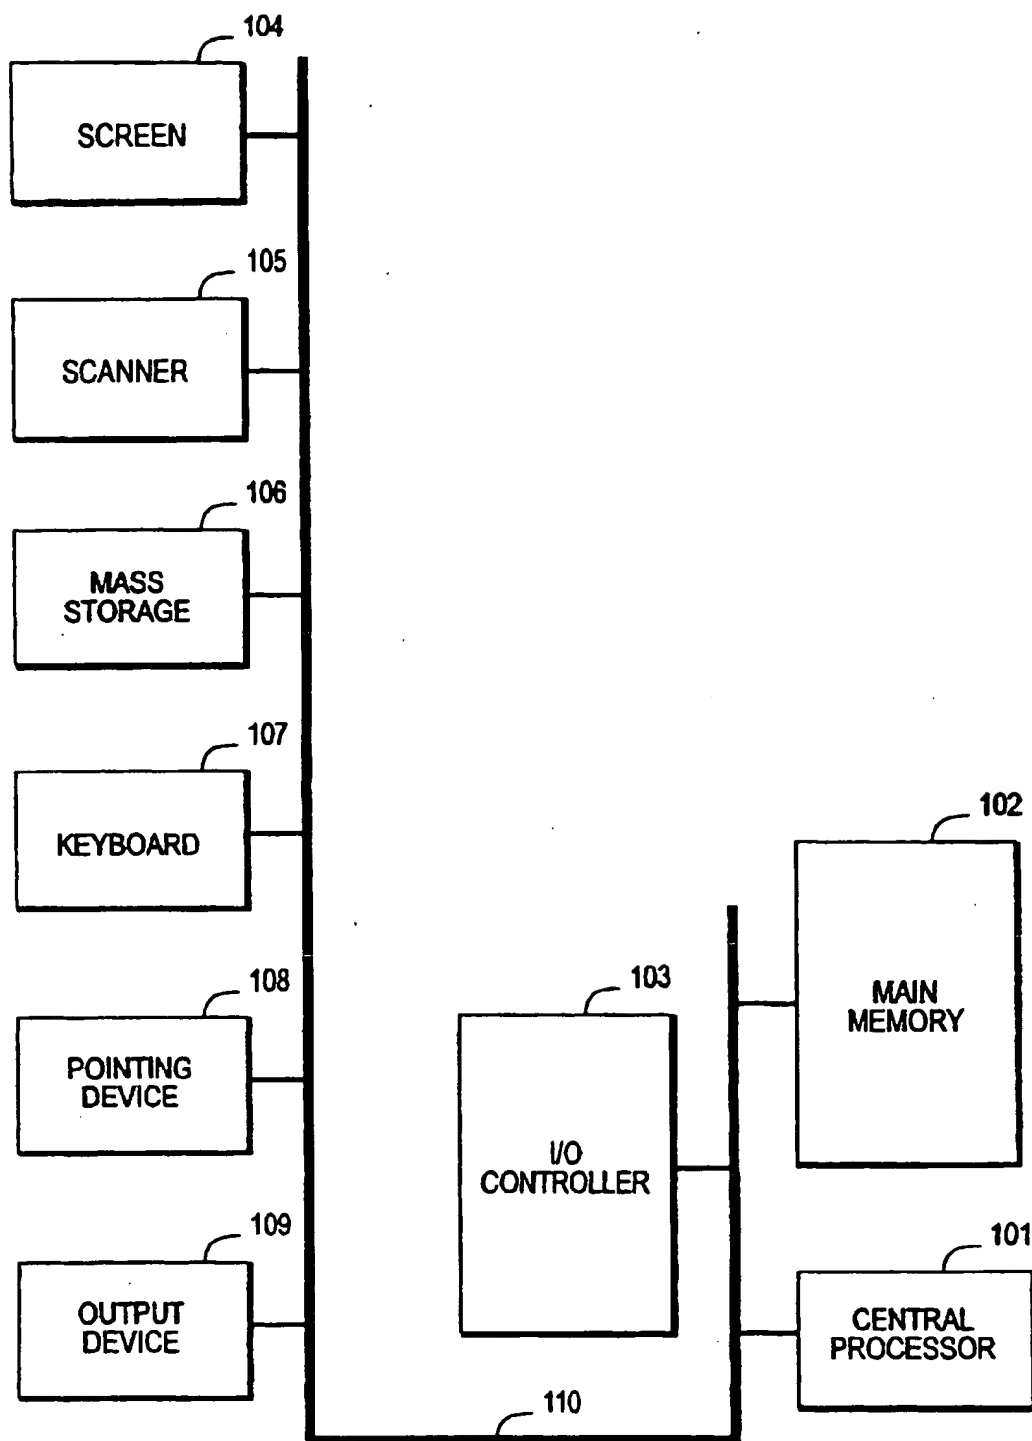 104
SCREEN
105
SCANNER
106
MASS
STORAGE
107
KEYBOARD
108
POINTING
DEVICE
109
OUTPUT
DEVICE
110
103
I/O
CONTROLLER
102
MAIN
MEMORY
101
CENTRAL
PROCESSOR